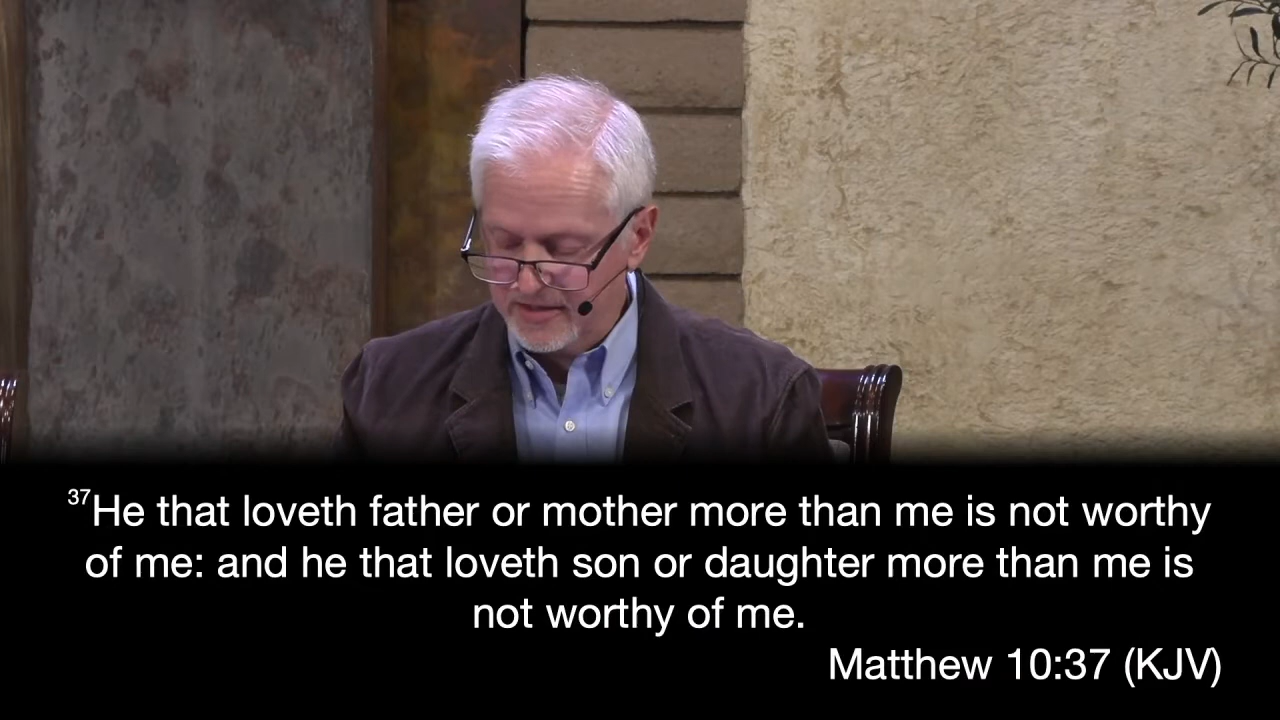 37He that loveth father or mother more than me is not worthy
of me: and he that loveth son or daughter more than me is
not worthy of me.
Matthew 10:37 (KJV)